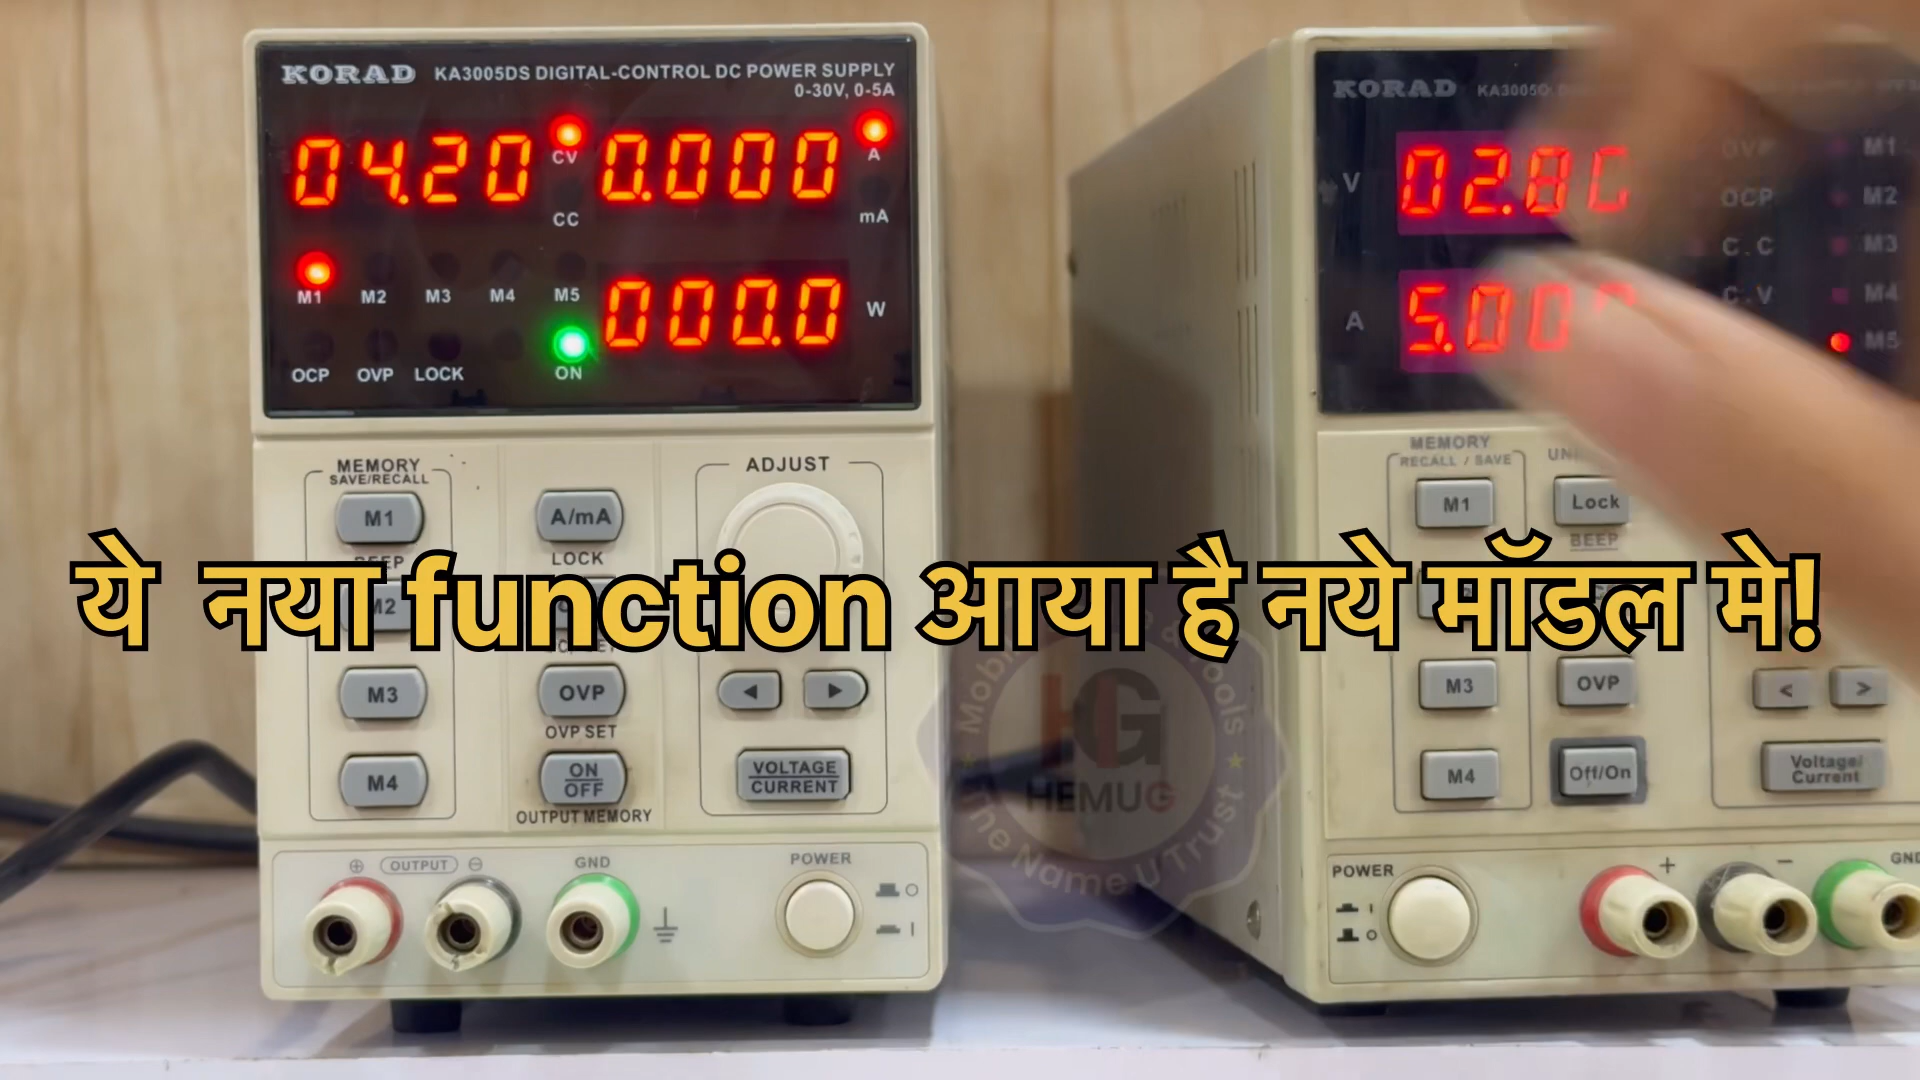 KORAD KA3005DS DIGITAL-CONTROL DC POWER SUPPLY
0-30V, 0-5A
04.20 CV 0.000 A
CC mA
M1 M2 M3 M4 M5 000.0 W
OCP OVP LOCK ON
MEMORY
SAVE/RECALL
ADJUST
M1 A/mA
BEEP LOCK
M2
M3 OVP
OVP SET
M4 ON
OFF
VOLTAGE
CURRENT
OUTPUT MEMORY
OUTPUT GND POWER
KORAD
V 02.8
A 5.00
OVP M1
OCP M2
C.C M3
C.V M4
M5
MEMORY
RECALL / SAVE
M1 Lock
BEEP
M3 OVP < >
M4 Off/On Voltage/
Current
POWER + - GND
ये नया function आया है नये मॉडल मे!
HG
HEMUG
The Name U Trust